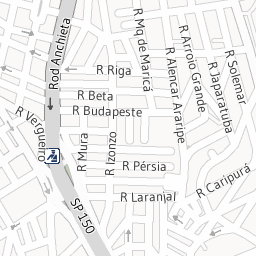 Rod Anchieta
R Riga
R Beta
R Budapeste
R Mq de Maricá
R Alencar Araripe
R Arroio Grande
R Japararuba
R Solemar
R Vergueiro
R Mura
R Izonzo
R Pérsia
R Laranjal
R Caripurá
SP 150